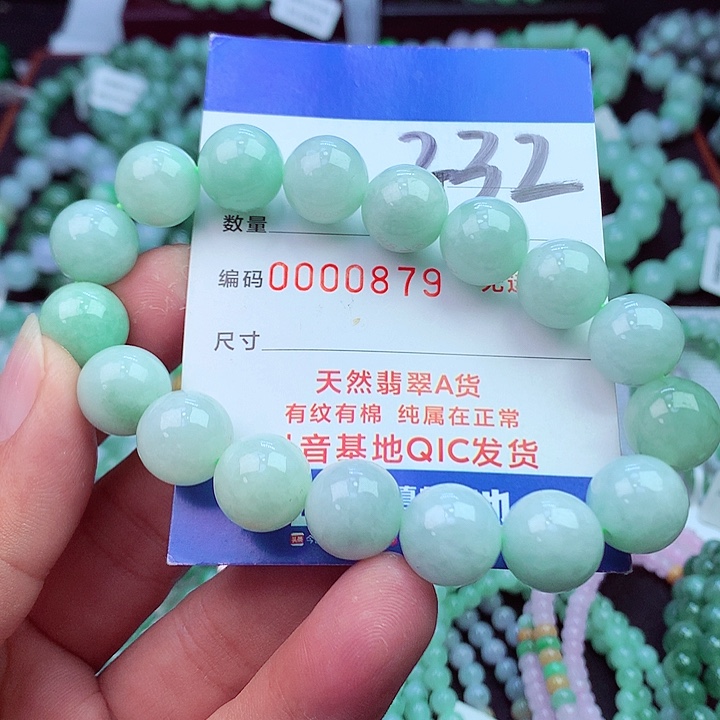 232
数量
编码0000879
尺寸
天然翡翠A货
有纹有棉 纯属在正常
音基地QIC发货